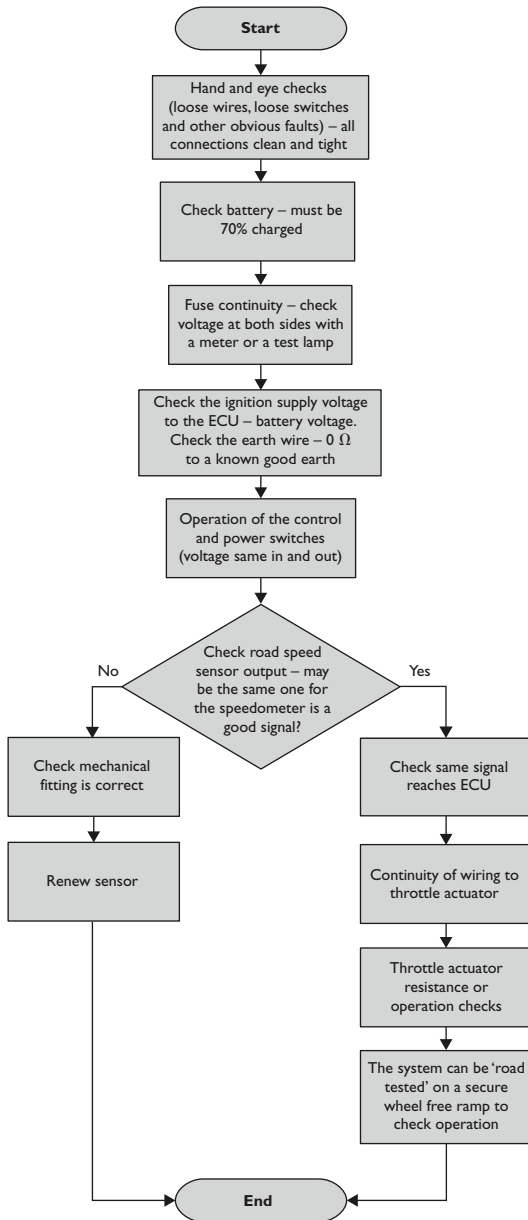 Start
Hand and eye checks
(loose wires, loose switches
and other obvious faults) – all
connections clean and tight
Check battery – must be
70% charged
Fuse continuity – check
voltage at both sides with
a meter or a test lamp
Check the ignition supply voltage
to the ECU – battery voltage.
Check the earth wire – 0 Ω
to a known good earth
Operation of the control
and power switches
(voltage same in and out)
Check road speed
sensor output – may
be the same one for
the speedometer is a
good signal?
No
Check mechanical
fitting is correct
Renew sensor
Yes
Check same signal
reaches ECU
Continuity of wiring to
throttle actuator
Throttle actuator
resistance or
operation checks
The system can be ‘road
tested’ on a secure
wheel free ramp to
check operation
End